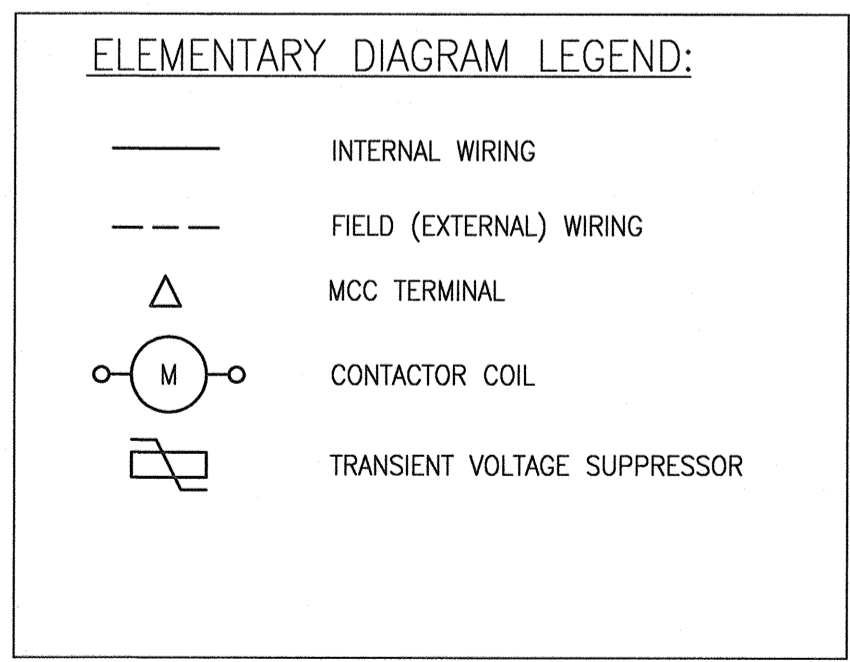 ELEMENTARY DIAGRAM LEGEND:
INTERNAL WIRING
FIELD (EXTERNAL) WIRING
MCC TERMINAL
M CONTACTOR COIL
TRANSIENT VOLTAGE SUPPRESSOR